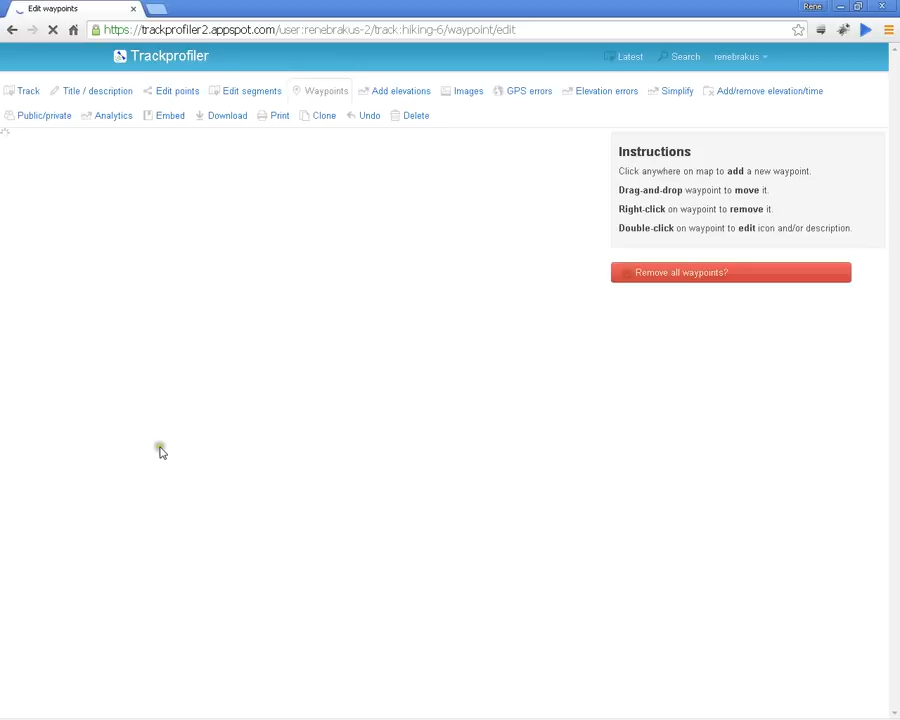 Edit waypoints
Rene
https://trackprofiler2.appspot.com/user:renebrakus-2/track:hiking-6/waypoint/edit
Trackprofiler Latest Search renebrakus
Track Title / description Edit points Edit segments Waypoints Add elevations Images GPS errors Elevation errors Simplify Add/remove elevation/time
Public/private Analytics Embed Download Print Clone Undo Delete
Instructions
Click anywhere on map to add a new waypoint.
Drag-and-drop waypoint to move it.
Right-click on waypoint to remove it.
Double-click on waypoint to edit icon and/or description.
Remove all waypoints?